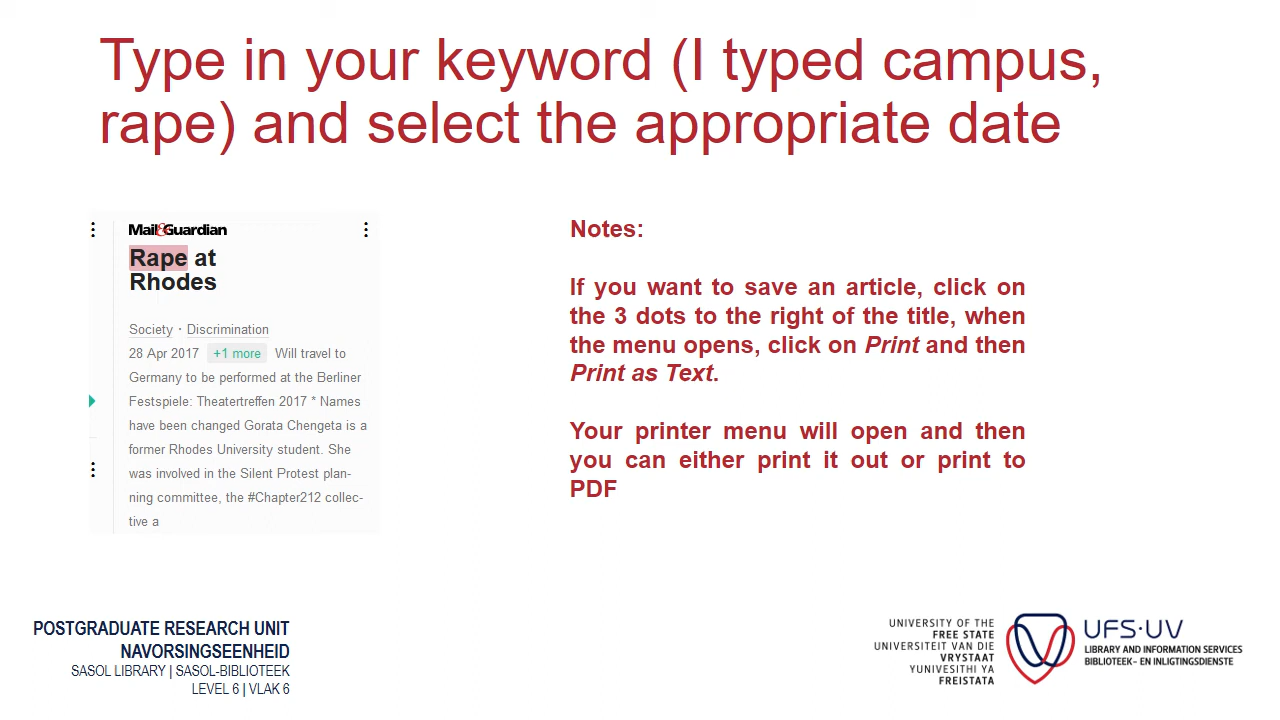 Type in your keyword (I typed campus,
rape) and select the appropriate date
Mail&Guardian
Rape at
Rhodes
Society · Discrimination
28 Apr 2017 +1 more Will travel to
Germany to be performed at the Berliner
Festspiele: Theatertreffen 2017 * Names
have been changed Gorata Chengeta is a
former Rhodes University student. She
was involved in the Silent Protest plan-
ning committee, the #Chapter212 collec-
tive a
Notes:
If you want to save an article, click on
the 3 dots to the right of the title, when
the menu opens, click on Print and then
Print as Text.
Your printer menu will open and then
you can either print it out or print to
PDF
POSTGRADUATE RESEARCH UNIT
NAVORSINGSEENHEID
SASOL LIBRARY | SASOL-BIBLIOTEEK
LEVEL 6 | VLAK 6
UNIVERSITY OF THE
FREE STATE
UNIVERSITEIT VAN DIE
VRYSTAAT
YUNIVESITHI YA
FREISTATA
UFS·UV
LIBRARY AND INFORMATION SERVICES
BIBLIOTEEK- EN INLIGTINGSDIENSTE